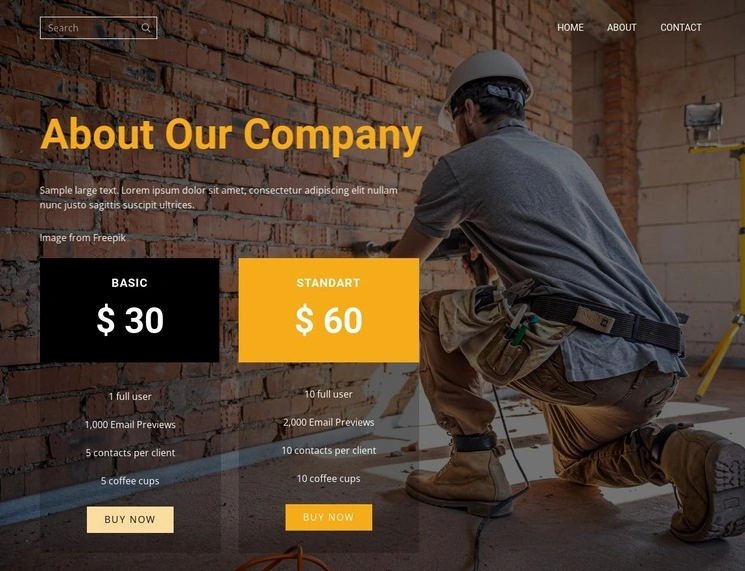 Search
HOME
ABOUT
CONTACT
About Our Company
Sample large text. Lorem ipsum dolor sit amet, consectetur adipiscing elit nullam
nunc justo sagittis suscipit ultrices.
Image from Freepik
BASIC
$ 30
1 full user
1,000 Email Previews
5 contacts per client
5 coffee cups
BUY NOW
STANDART
$ 60
10 full user
2,000 Email Previews
10 contacts per client
10 coffee cups
BUY NOW